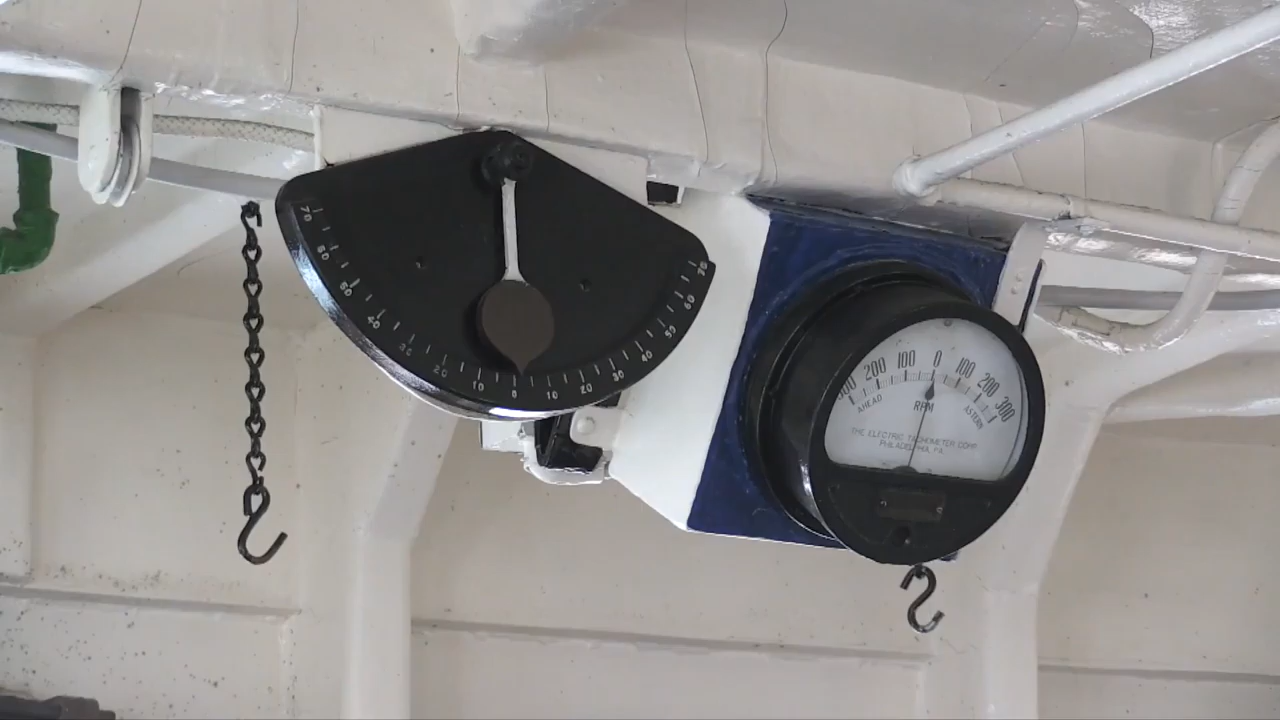 70 60 50 40 30 20 10 0 10 20 30 40 50 60 70
300 200 100 0 100 200 300
AHEAD RPM ASTERN
THE ELECTRIC TACHOMETER CORP.
PHILADELPHIA, PA.